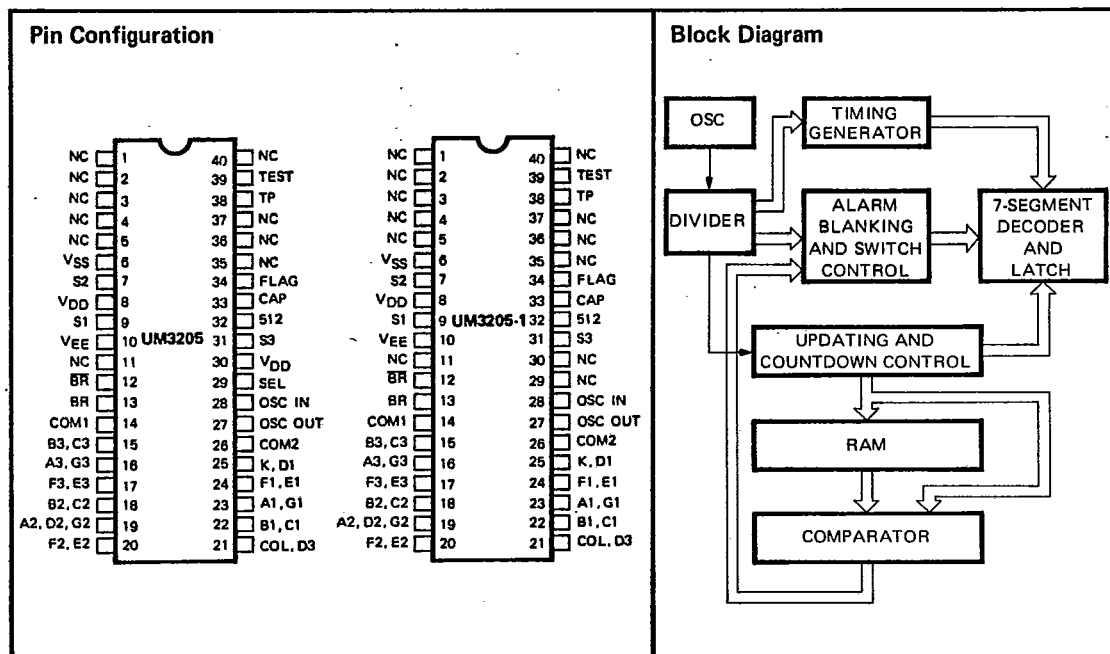 Pin Configuration
NC 1 40 NC
NC 2 39 TEST
NC 3 38 TP
NC 4 37 NC
NC 5 36 NC
VSS 6 35 NC
S2 7 34 FLAG
VDD 8 33 CAP
S1 9 32 512
VEE 10 UM3205 31 S3
NC 11 30 VDD
BR 12 29 SEL
BR 13 28 OSC IN
COM1 14 27 OSC OUT
B3, C3 15 26 COM2
A3, G3 16 25 K, D1
F3, E3 17 24 F1, E1
B2, C2 18 23 A1, G1
A2, D2, G2 19 22 B1, C1
F2, E2 20 21 COL, D3
NC 1 40 NC
NC 2 39 TEST
NC 3 38 TP
NC 4 37 NC
NC 5 36 NC
VSS 6 35 NC
S2 7 34 FLAG
VDD 8 33 CAP
S1 9 UM3205-1 32 512
VEE 10 31 S3
NC 11 30 NC
BR 12 29 NC
BR 13 28 OSC IN
COM1 14 27 OSC OUT
B3, C3 15 26 COM2
A3, G3 16 25 K, D1
F3, E3 17 24 F1, E1
B2, C2 18 23 A1, G1
A2, D2, G2 19 22 B1, C1
F2, E2 20 21 COL, D3
Block Diagram
OSC
TIMING
GENERATOR
DIVIDER
ALARM
BLANKING
AND SWITCH
CONTROL
7-SEGMENT
DECODER
AND
LATCH
UPDATING AND
COUNTDOWN CONTROL
RAM
COMPARATOR